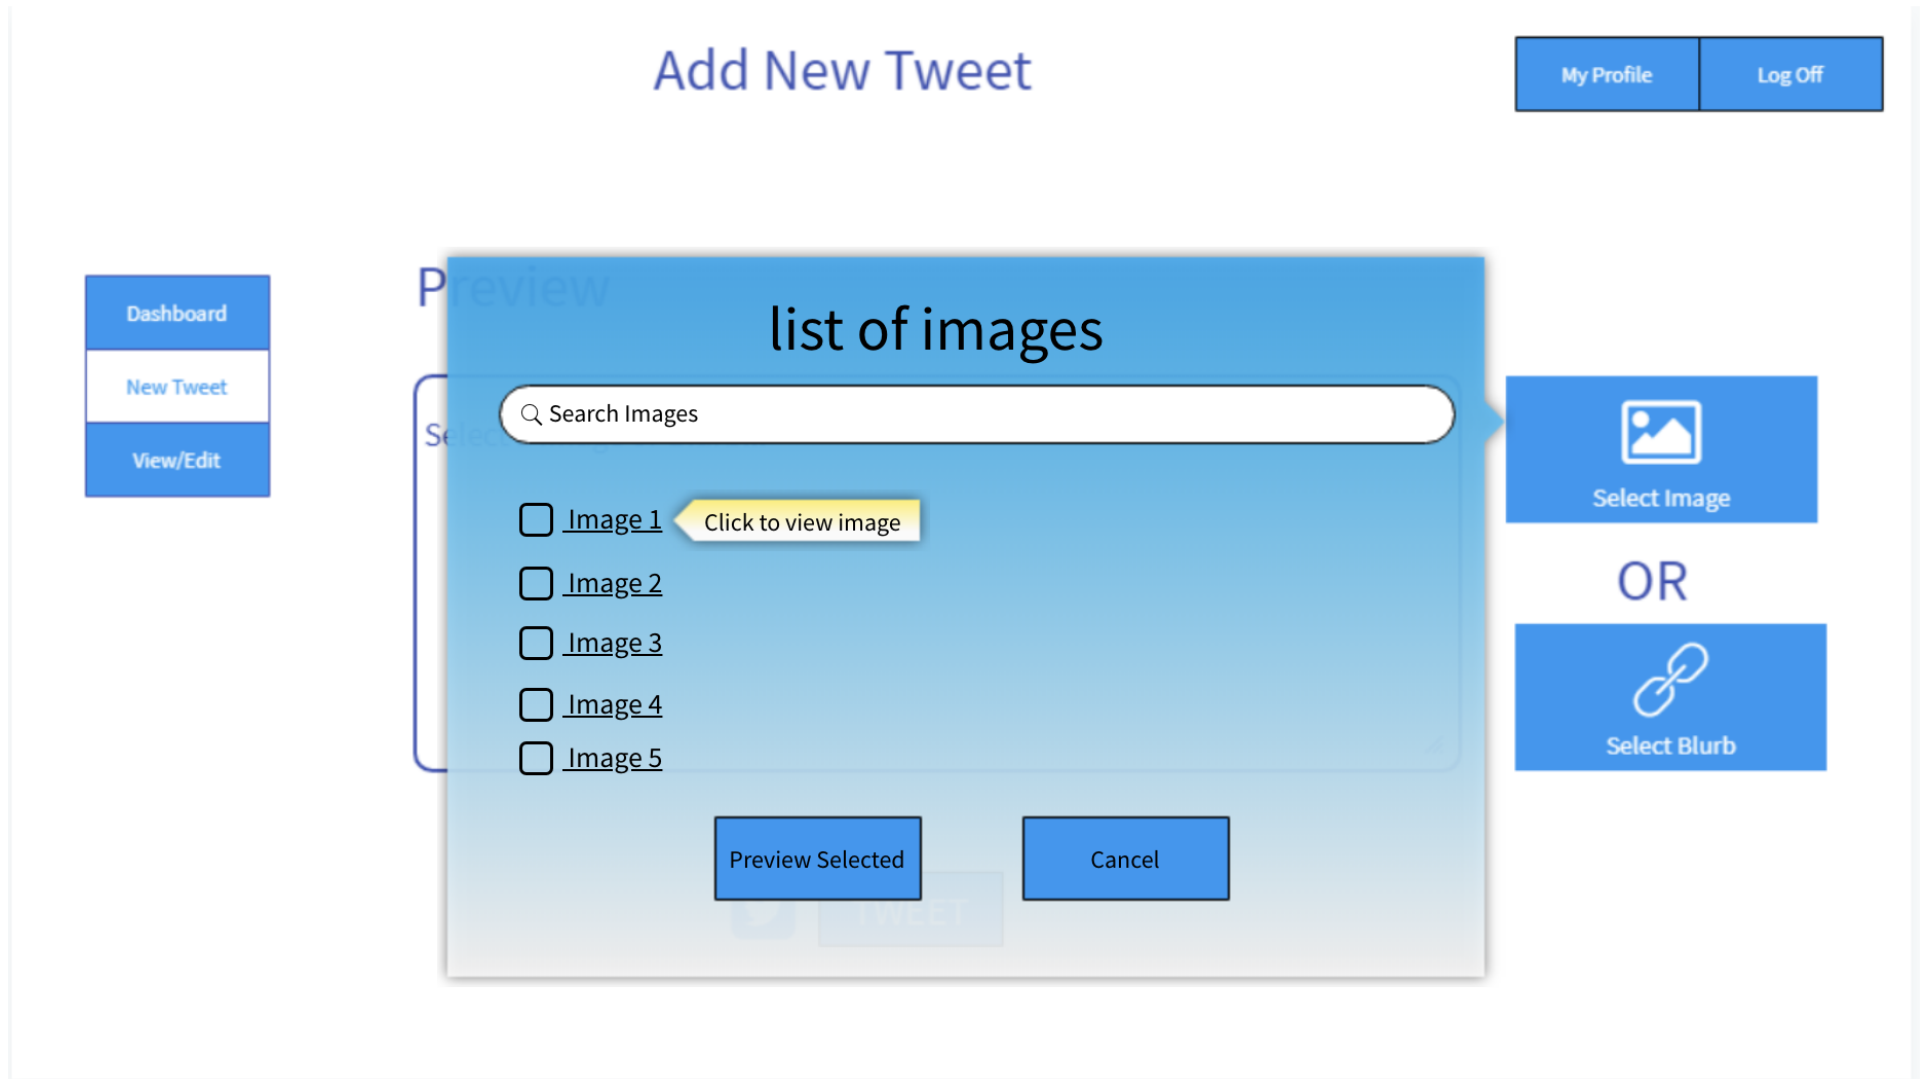 Add New Tweet
My Profile
Log Off
Dashboard
New Tweet
View/Edit
Preview
list of images
Search Images
Select
Image 1
Click to view image
Image 2
Image 3
Image 4
Image 5
Preview Selected
Cancel
TWEET
Select Image
OR
Select Blurb